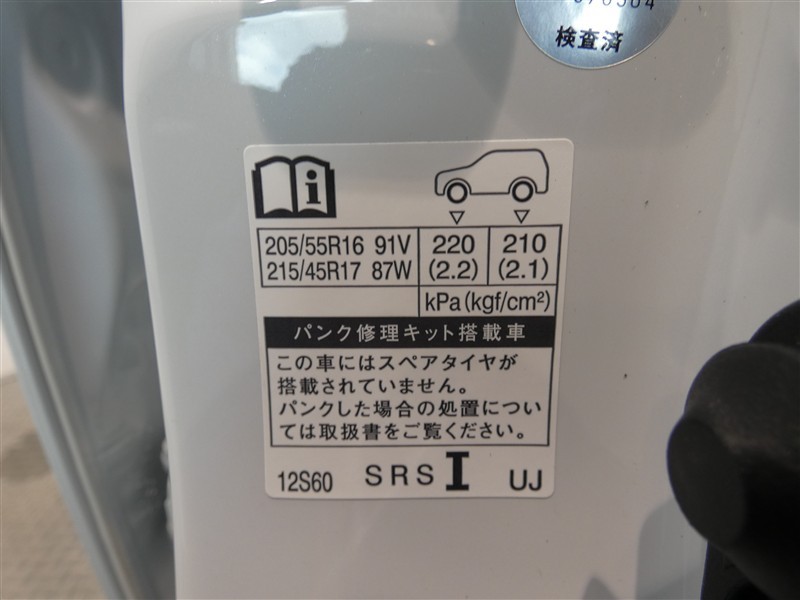 検査済
205/55R16 91V 220 210
215/45R17 87W (2.2) (2.1)
kPa(kgf/cm²)
パンク修理キット搭載車
この車にはスペアタイヤが
搭載されていません。
パンクした場合の処置につい
ては取扱書をご覧ください。
12S60 SRS I UJ